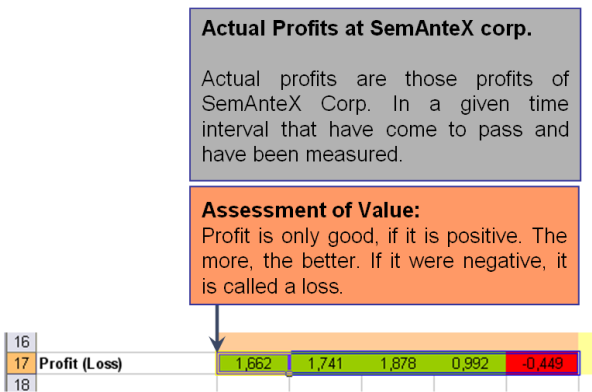 Actual Profits at SemAnteX corp.
Actual profits are those profits of
SemAnteX Corp. In a given time
interval that have come to pass and
have been measured.
Assessment of Value:
Profit is only good, if it is positive. The
more, the better. If it were negative, it
is called a loss.
16
17 Profit (Loss) 1,662 1,741 1,878 0,992 -0,449
18